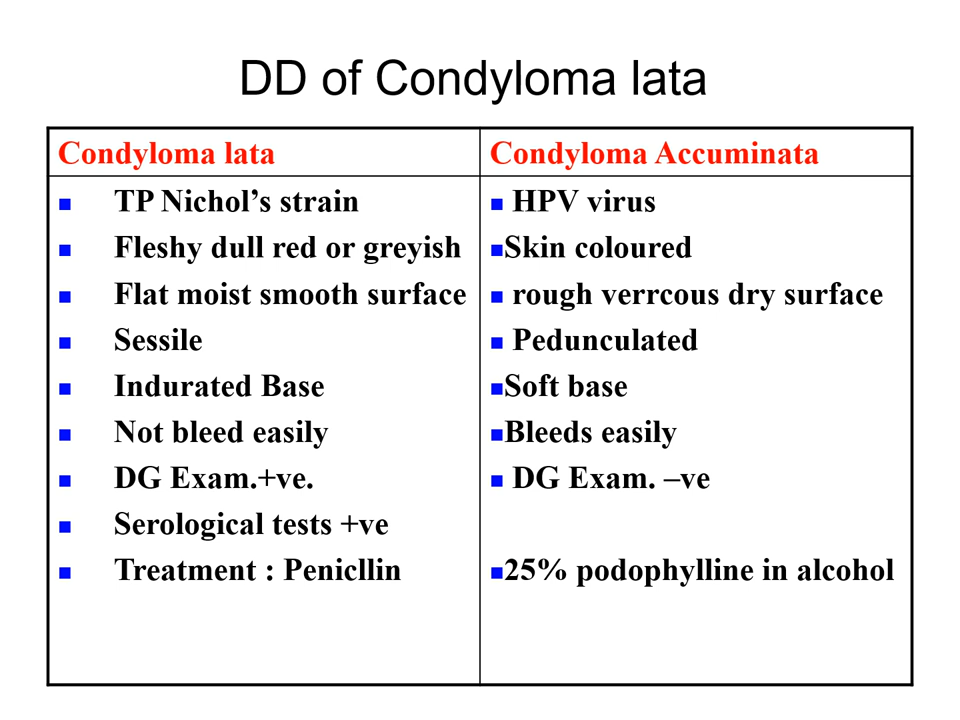 DD of Condyloma lata
Condyloma lata
Condyloma Accuminata
TP Nichol’s strain
Fleshy dull red or greyish
Flat moist smooth surface
Sessile
Indurated Base
Not bleed easily
DG Exam.+ve.
Serological tests +ve
Treatment : Penicllin
HPV virus
Skin coloured
rough verrcous dry surface
Pedunculated
Soft base
Bleeds easily
DG Exam. –ve
25% podophylline in alcohol